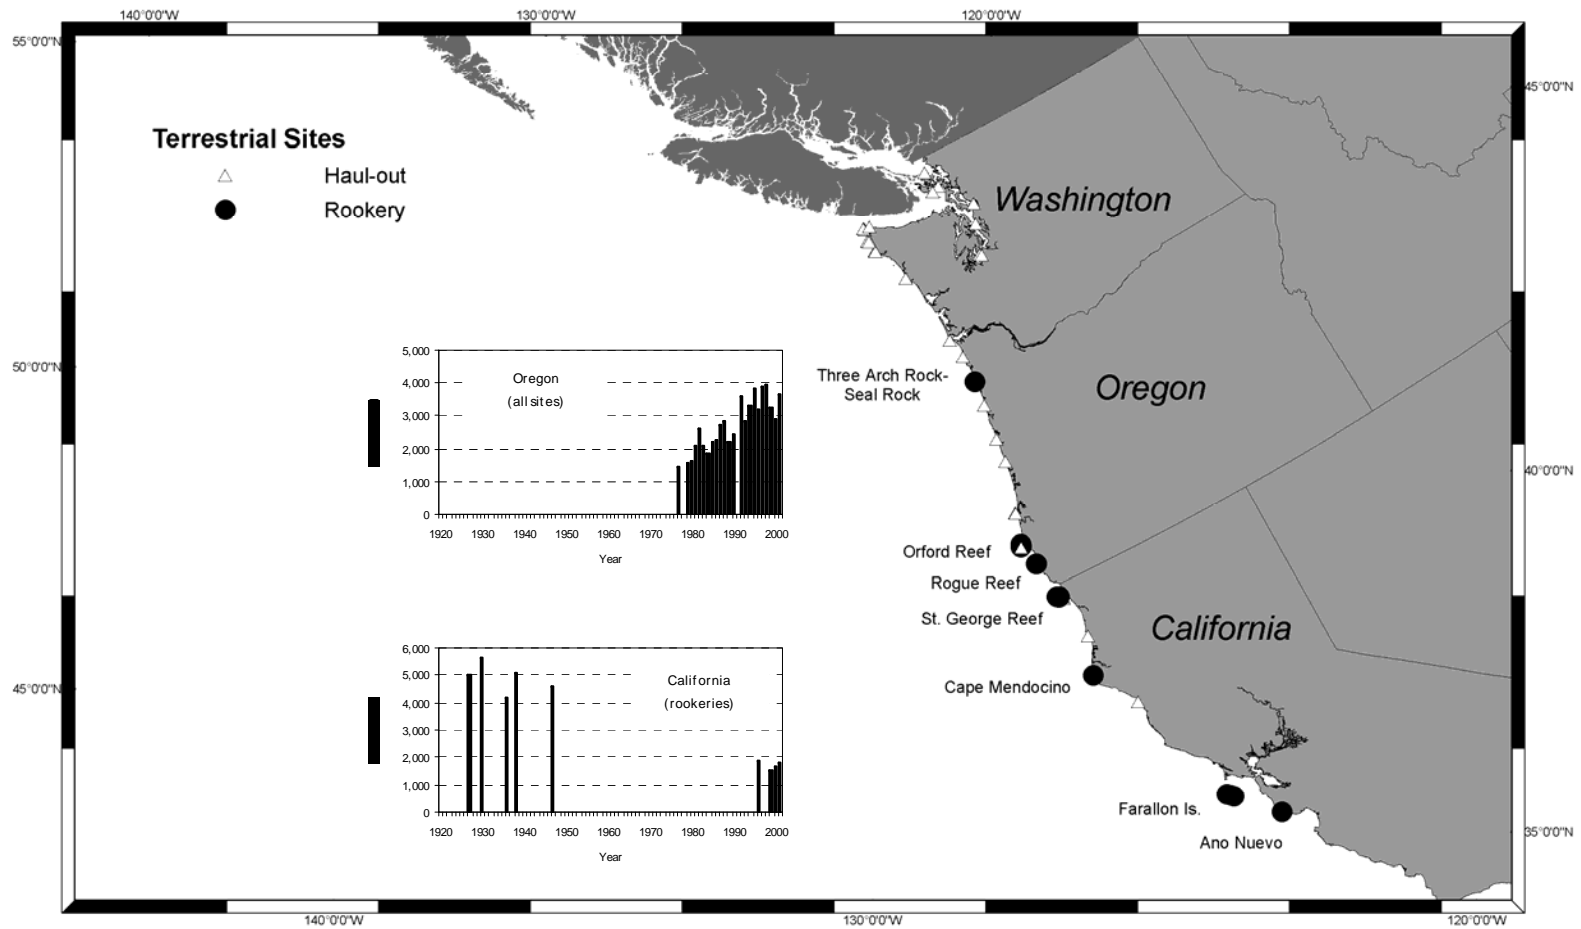 140°0'0"W 130°0'0"W 120°0'0"W
55°0'0"N
45°0'0"N
Terrestrial Sites
Haul-out
Rookery
Washington
50°0'0"N
5,000
4,000
3,000
2,000
1,000
0
Oregon
(all sites)
1920 1930 1940 1950 1960 1970 1980 1990 2000
Year
Three Arch Rock-
Seal Rock
Oregon
40°0'0"N
Orford Reef
Rogue Reef
St. George Reef
California
Cape Mendocino
45°0'0"N
6,000
5,000
4,000
3,000
2,000
1,000
0
California
(rookeries)
1920 1930 1940 1950 1960 1970 1980 1990 2000
Year
Farallon Is.
Ano Nuevo
35°0'0"N
140°0'0"W 130°0'0"W 120°0'0"W